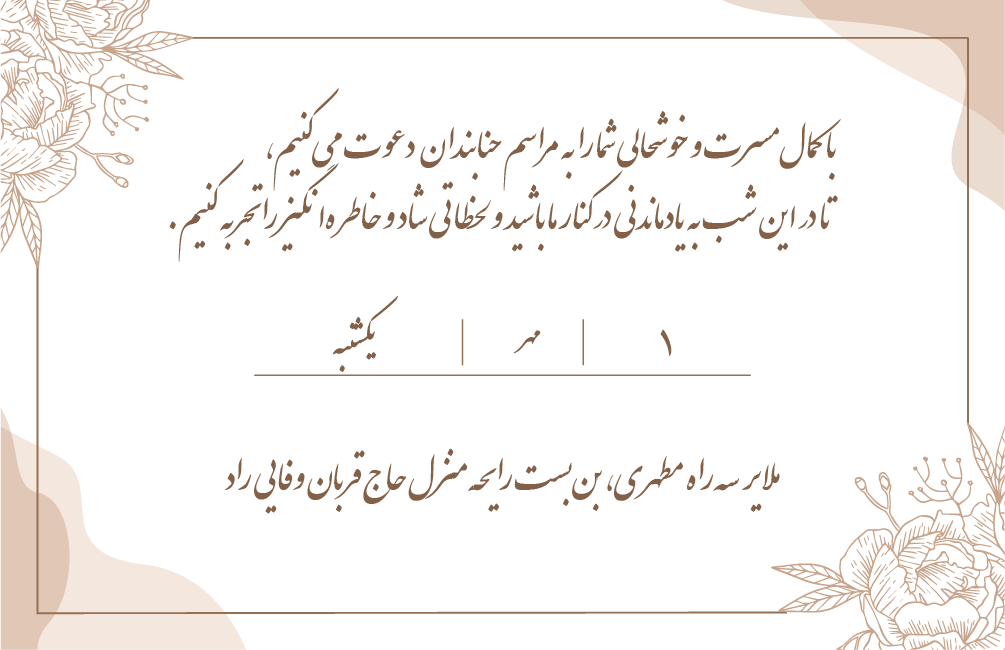 با کمال مسرت و خوشحالی شما را به مراسم حنابندان دعوت می کنیم،
تا در این شب به یادماندنی در کنار ما باشید و لحظاتی شاد و خاطره انگیز را تجربه کنیم.
۱ | مهر | یکشنبه
ملایر سه راه مطهری، بن بست رایحه منزل حاج قربان وفایی راد